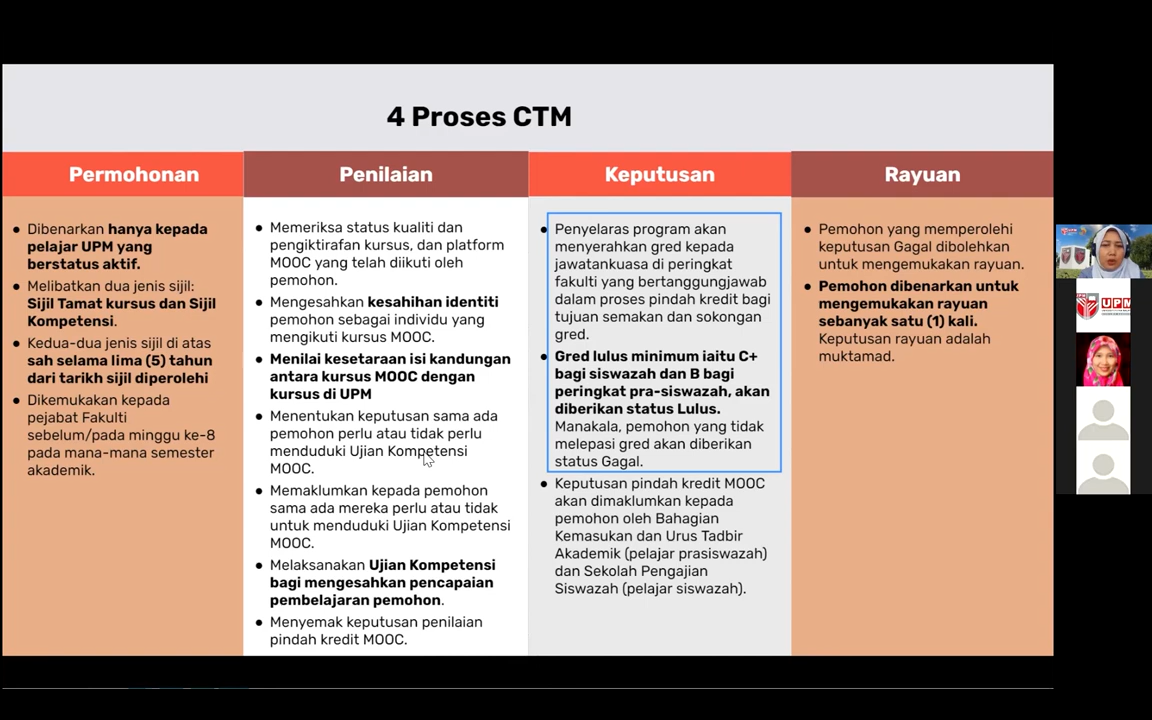 4 Proses CTM
Permohonan
Penilaian
Keputusan
Rayuan
• Dibenarkan hanya kepada
pelajar UPM yang
berstatus aktif.
• Melibatkan dua jenis sijil:
Sijil Tamat kursus dan Sijil
Kompetensi.
• Kedua-dua jenis sijil di atas
sah selama lima (5) tahun
dari tarikh sijil diperolehi
• Dikemukakan kepada
pejabat Fakulti
sebelum/pada minggu ke-8
pada mana-mana semester
akademik.
• Memeriksa status kualiti dan
pengiktirafan kursus, dan platform
MOOC yang telah diikuti oleh
pemohon.
• Mengesahkan kesahihan identiti
pemohon sebagai individu yang
mengikuti kursus MOOC.
• Menilai kesetaraan isi kandungan
antara kursus MOOC dengan
kursus di UPM
• Menentukan keputusan sama ada
pemohon perlu atau tidak perlu
menduduki Ujian Kompetensi
MOOC.
• Memaklumkan kepada pemohon
sama ada mereka perlu atau tidak
untuk menduduki Ujian Kompetensi
MOOC.
• Melaksanakan Ujian Kompetensi
bagi mengesahkan pencapaian
pembelajaran pemohon.
• Menyemak keputusan penilaian
pindah kredit MOOC.
• Penyelaras program akan
menyerahkan gred kepada
jawatankuasa di peringkat
fakulti yang bertanggungjawab
dalam proses pindah kredit bagi
tujuan semakan dan sokongan
gred.
• Gred lulus minimum iaitu C+
bagi siswazah dan B bagi
peringkat pra-siswazah, akan
diberikan status Lulus.
Manakala, pemohon yang tidak
melepasi gred akan diberikan
status Gagal.
• Keputusan pindah kredit MOOC
akan dimaklumkan kepada
pemohon oleh Bahagian
Kemasukan dan Urus Tadbir
Akademik (pelajar prasiswazah)
dan Sekolah Pengajian
Siswazah (pelajar siswazah).
• Pemohon yang memperolehi
keputusan Gagal dibolehkan
untuk mengemukakan rayuan.
• Pemohon dibenarkan untuk
mengemukakan rayuan
sebanyak satu (1) kali.
Keputusan rayuan adalah
muktamad.
UPM